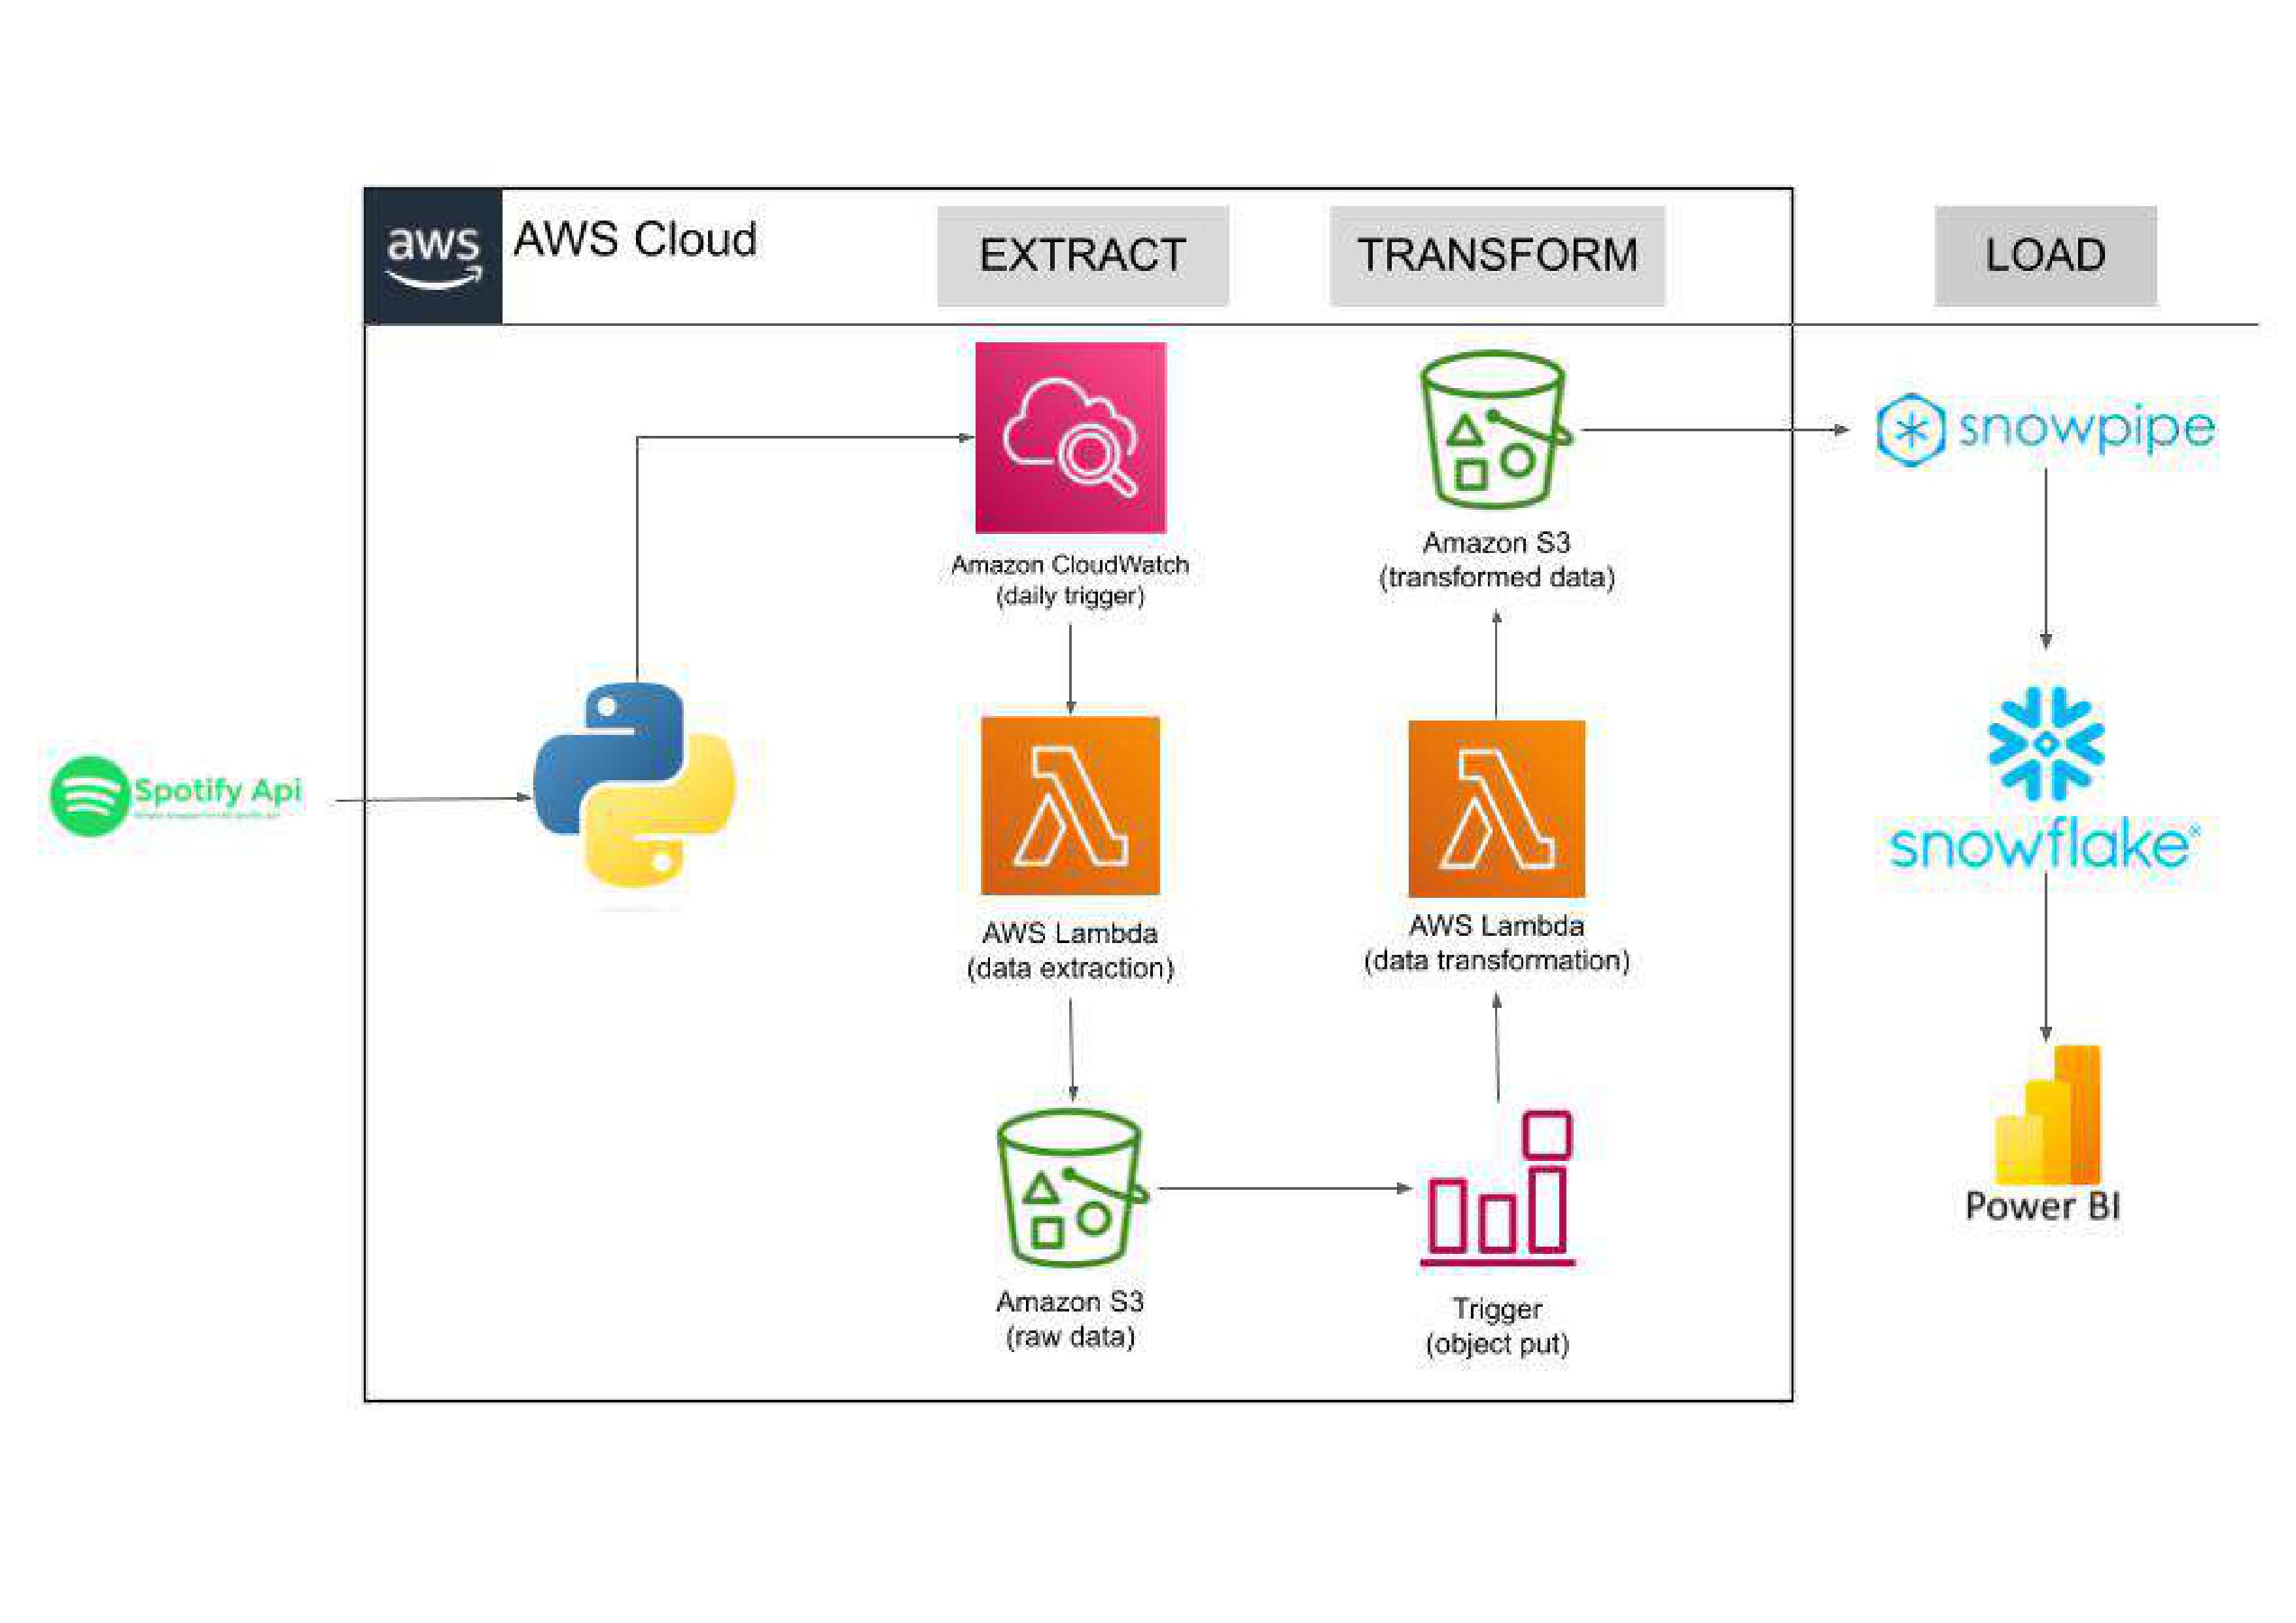 aws
AWS Cloud
EXTRACT
TRANSFORM
LOAD
Amazon CloudWatch
(daily trigger)
Amazon S3
(transformed data)
snowpipe
Spotify Api
AWS Lambda
(data extraction)
AWS Lambda
(data transformation)
snowflake®
Amazon S3
(raw data)
Trigger
(object put)
Power BI